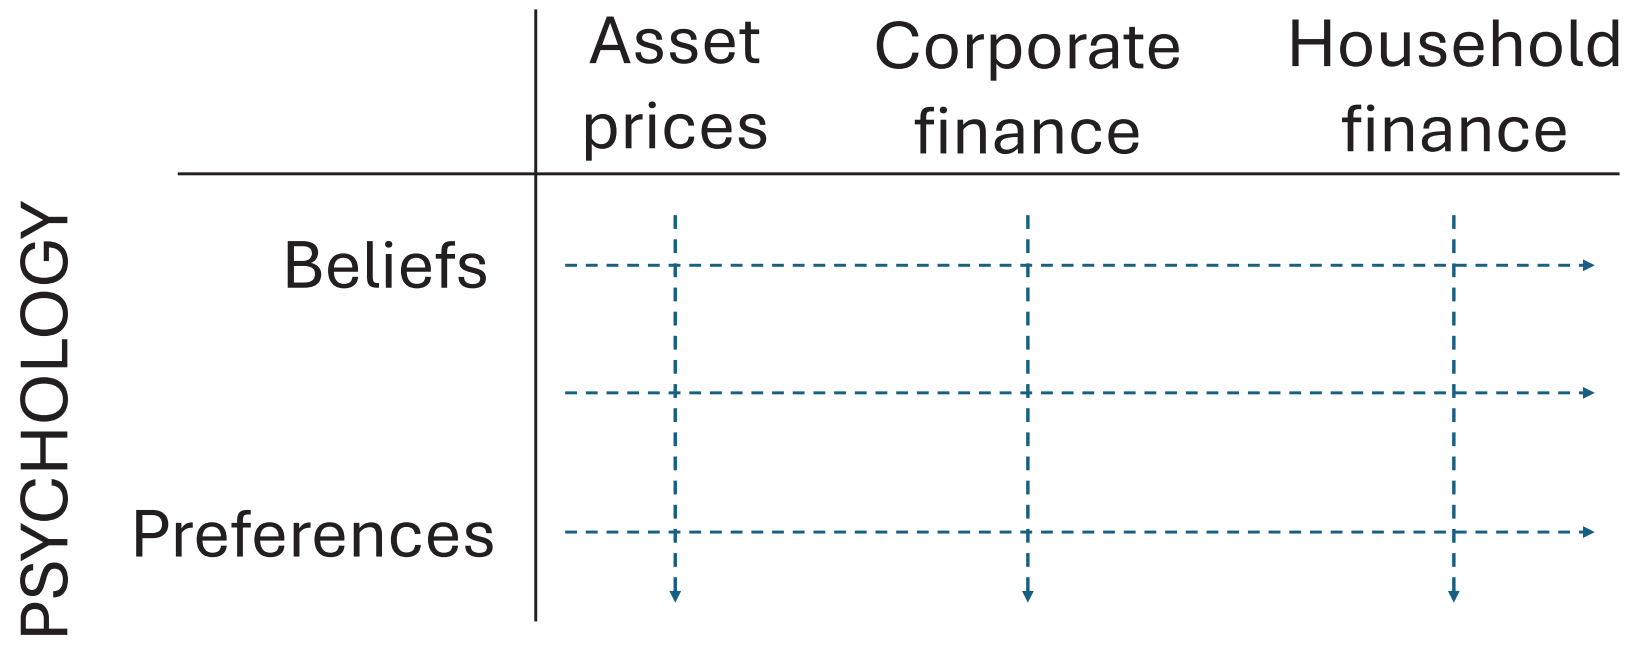 Asset
prices
Corporate
finance
Household
finance
PSYCHOLOGY
Beliefs
Preferences